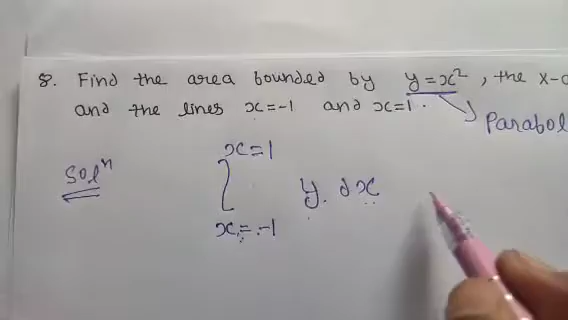 8. Find the area bounded by y = x², the x-
and the lines x=-1 and x=1.
Parabol
Solⁿ
x=1
∫ y. dx
x=-1